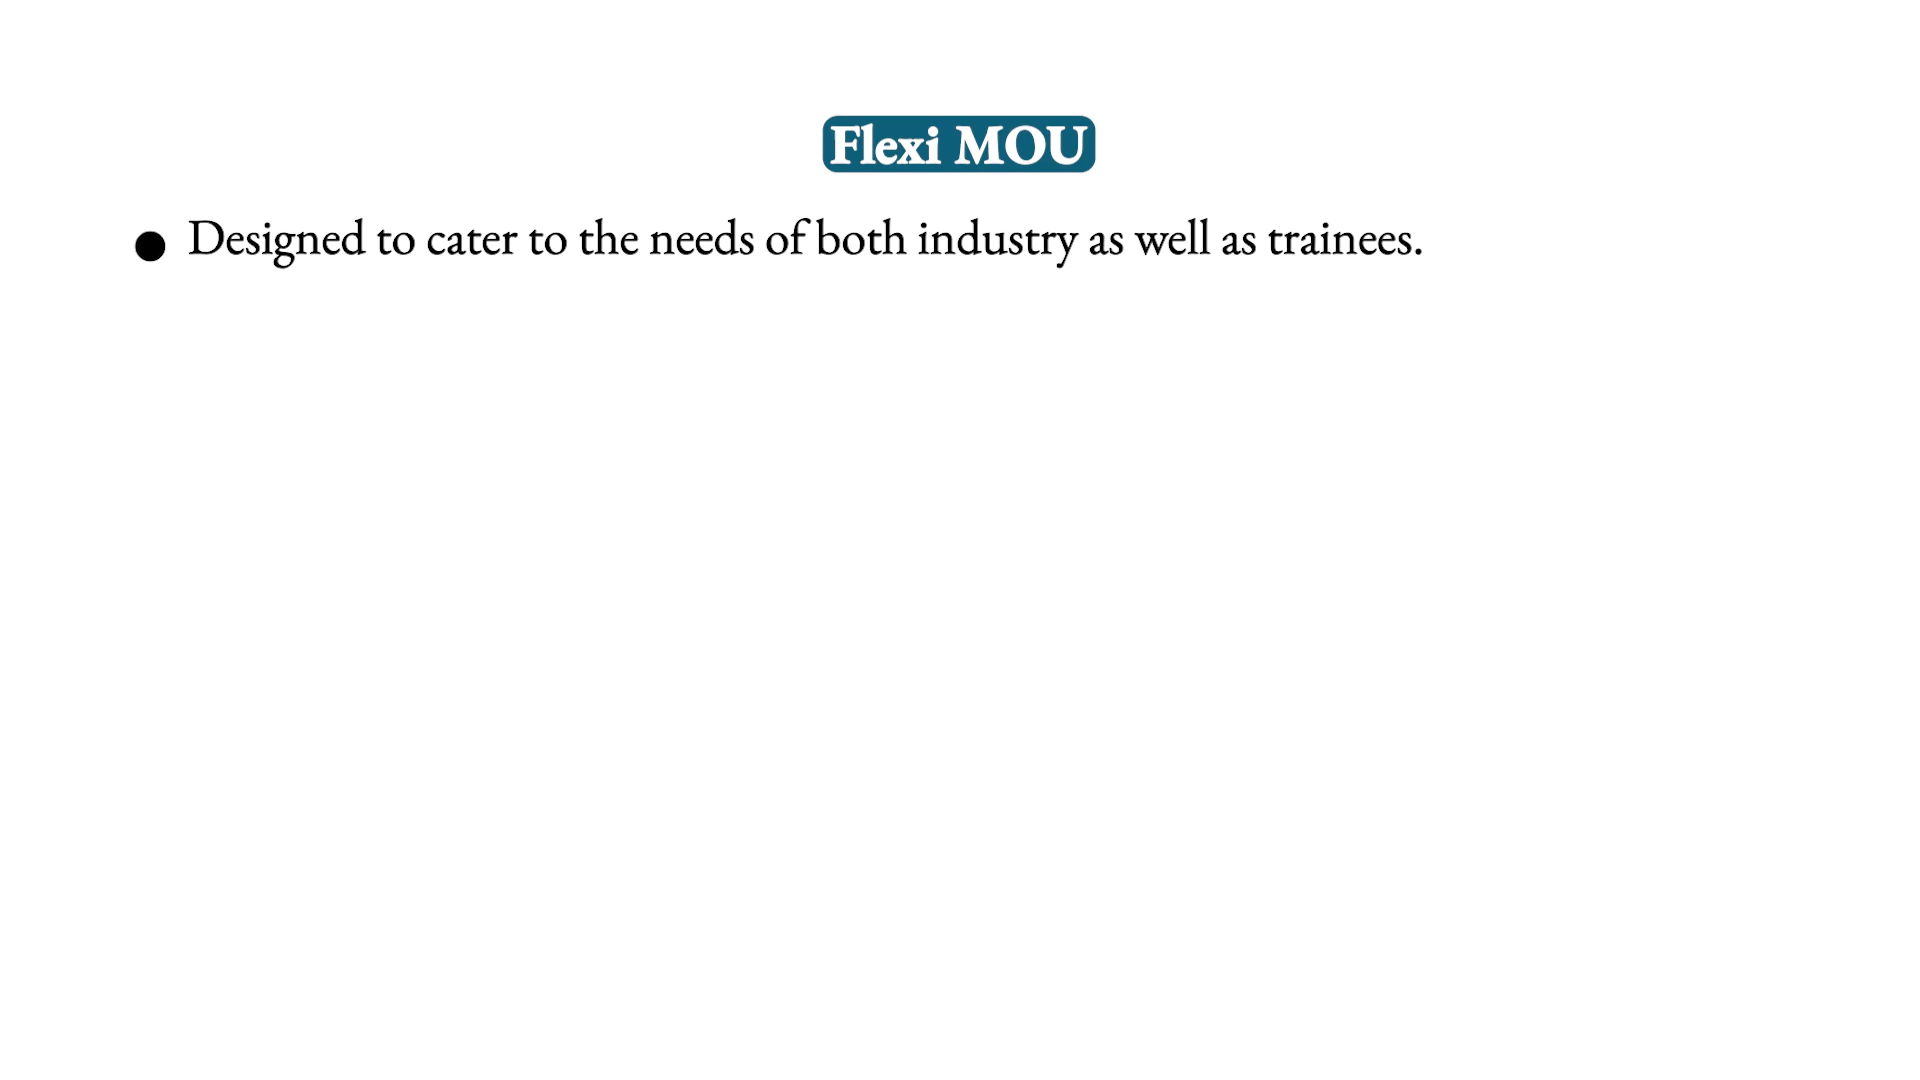 Flexi MOU
● Designed to cater to the needs of both industry as well as trainees.